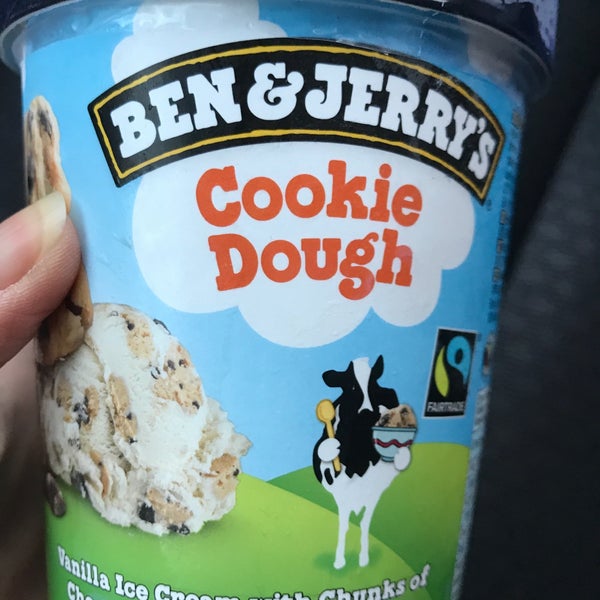 BEN & JERRY'S
Cookie
Dough
FAIRTRADE
Vanilla Ice Cream with Chunks of